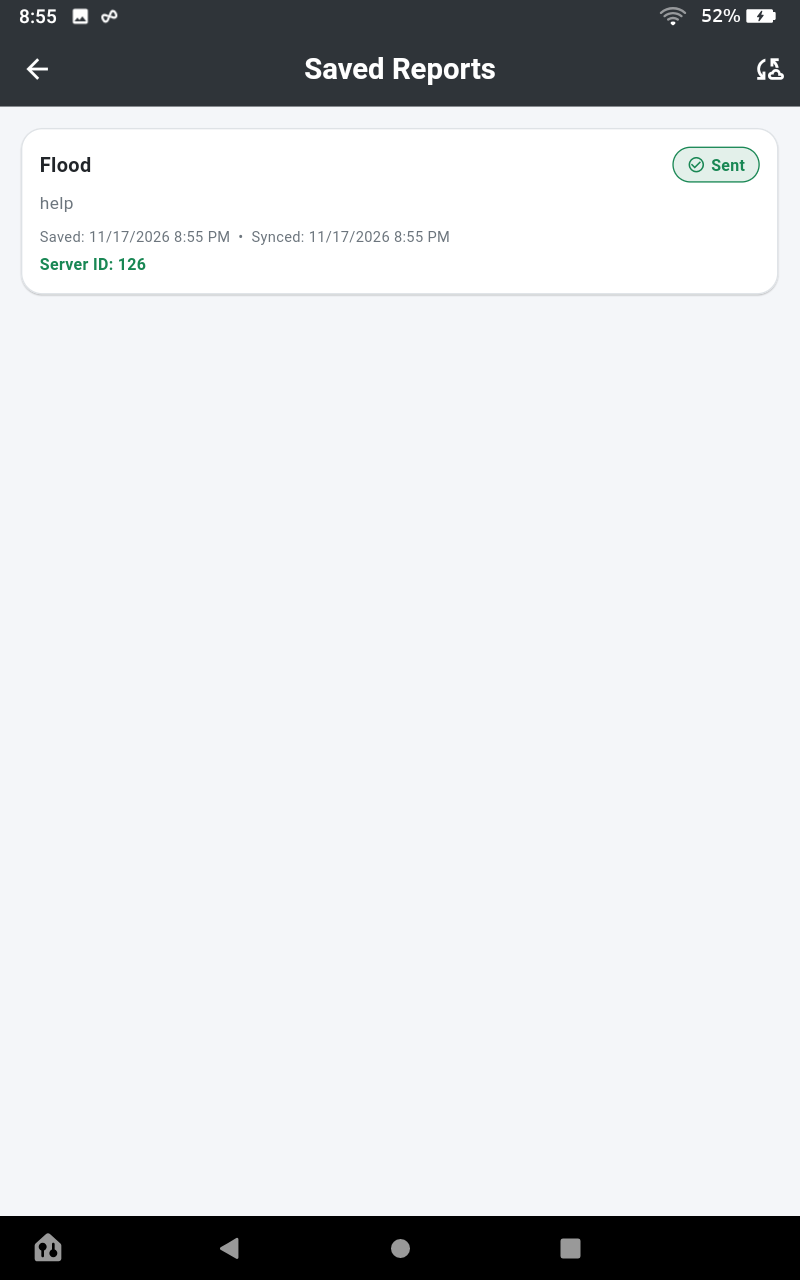 8:55
52%
Saved Reports
Flood
Sent
help
Saved: 11/17/2026 8:55 PM • Synced: 11/17/2026 8:55 PM
Server ID: 126